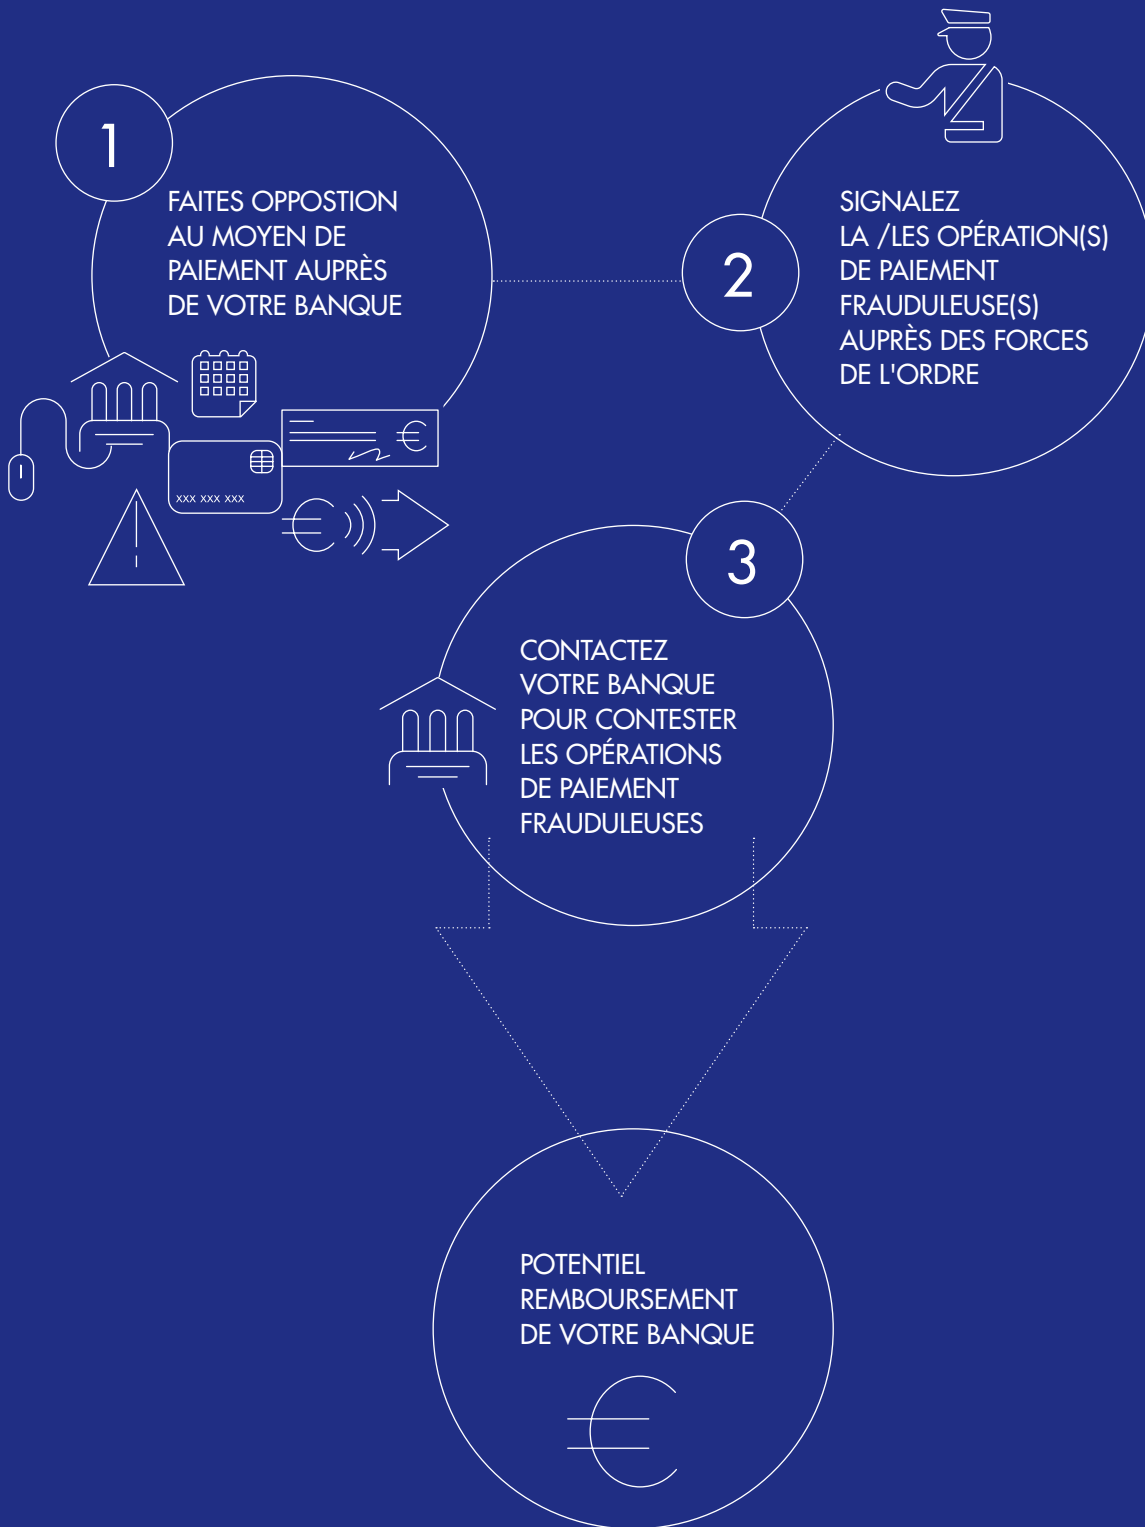 1
FAITES OPPOSTION
AU MOYEN DE
PAIEMENT AUPRÈS
DE VOTRE BANQUE
xxx xxx xxx
2
SIGNALEZ
LA /LES OPÉRATION(S)
DE PAIEMENT
FRAUDULEUSE(S)
AUPRÈS DES FORCES
DE L'ORDRE
3
CONTACTEZ
VOTRE BANQUE
POUR CONTESTER
LES OPÉRATIONS
DE PAIEMENT
FRAUDULEUSES
POTENTIEL
REMBOURSEMENT
DE VOTRE BANQUE